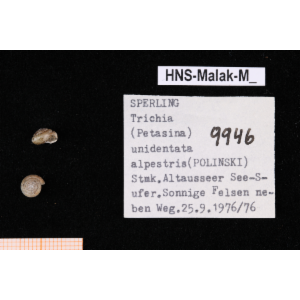 HNS-Malak-M_
SPERLING
Trichia
(Petasina) 9946
unidentata
alpestris(POLINSKI)
Stmk.Altausseer See-S-
ufer.Sonnige Felsen ne-
ben Weg.25.9.1976/76